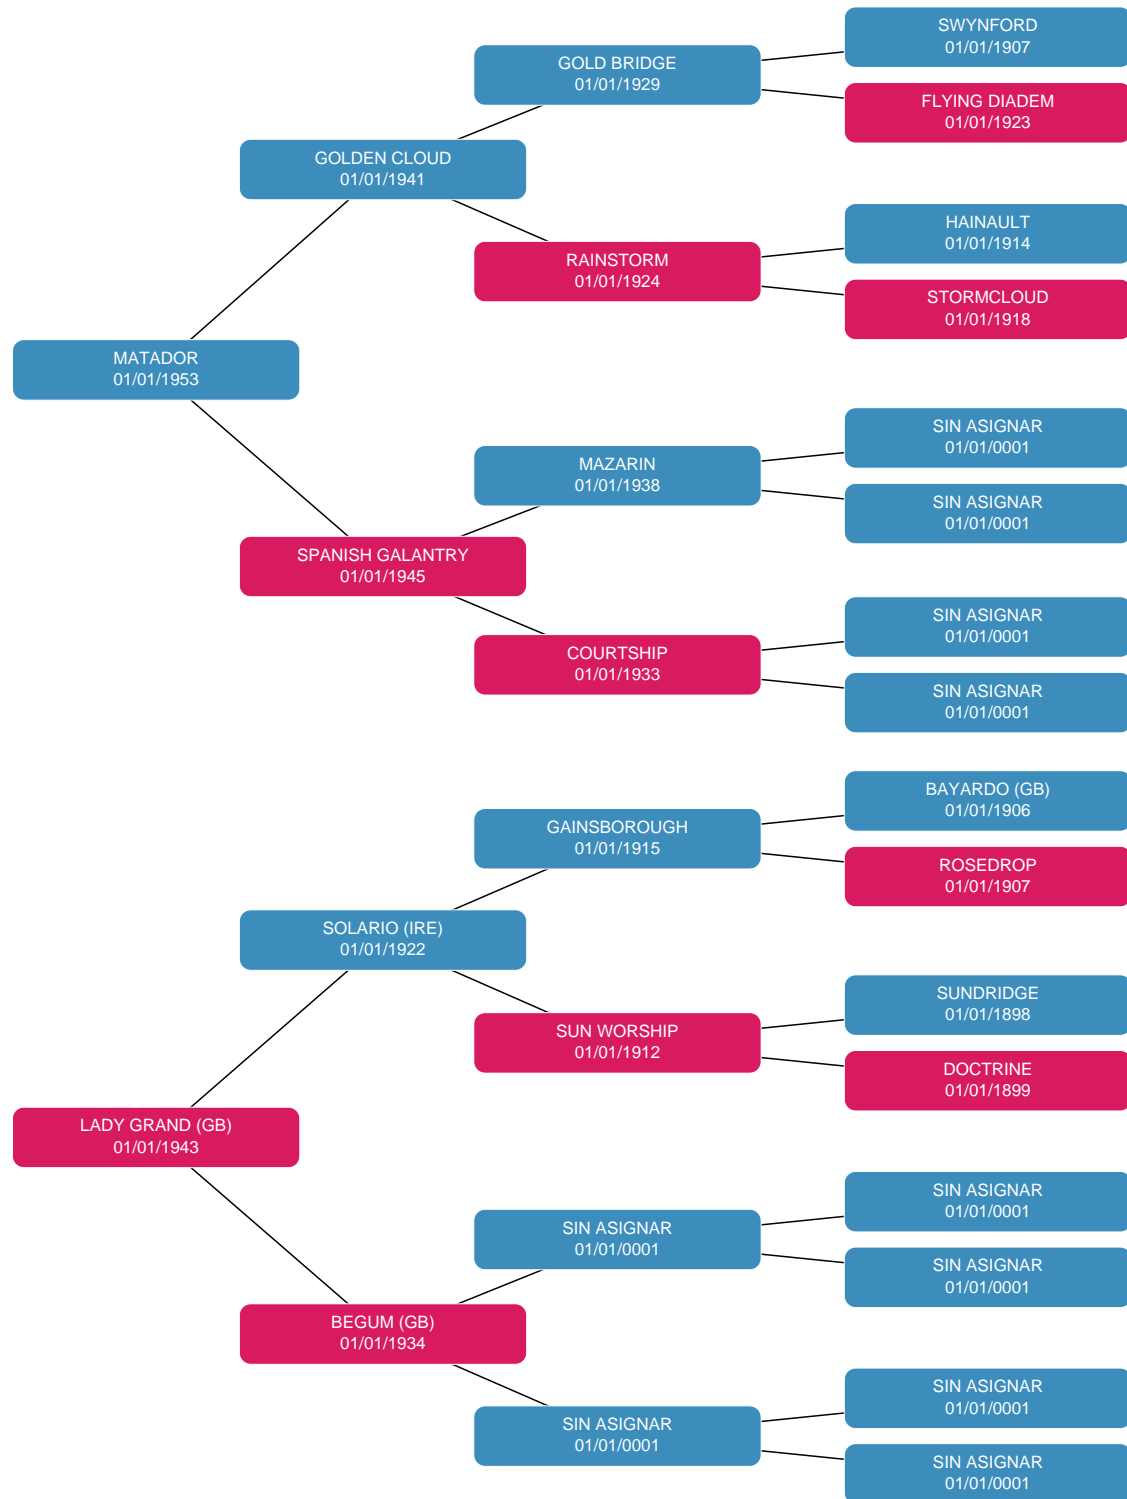 SWYNFORD
01/01/1907
GOLD BRIDGE
01/01/1929
FLYING DIADEM
01/01/1923
GOLDEN CLOUD
01/01/1941
HAINAULT
01/01/1914
RAINSTORM
01/01/1924
STORMCLOUD
01/01/1918
MATADOR
01/01/1953
SIN ASIGNAR
01/01/0001
MAZARIN
01/01/1938
SIN ASIGNAR
01/01/0001
SPANISH GALANTRY
01/01/1945
SIN ASIGNAR
01/01/0001
COURTSHIP
01/01/1933
SIN ASIGNAR
01/01/0001
BAYARDO (GB)
01/01/1906
GAINSBOROUGH
01/01/1915
ROSEDROP
01/01/1907
SOLARIO (IRE)
01/01/1922
SUNDRIDGE
01/01/1898
SUN WORSHIP
01/01/1912
DOCTRINE
01/01/1899
LADY GRAND (GB)
01/01/1943
SIN ASIGNAR
01/01/0001
SIN ASIGNAR
01/01/0001
SIN ASIGNAR
01/01/0001
BEGUM (GB)
01/01/1934
SIN ASIGNAR
01/01/0001
SIN ASIGNAR
01/01/0001
SIN ASIGNAR
01/01/0001